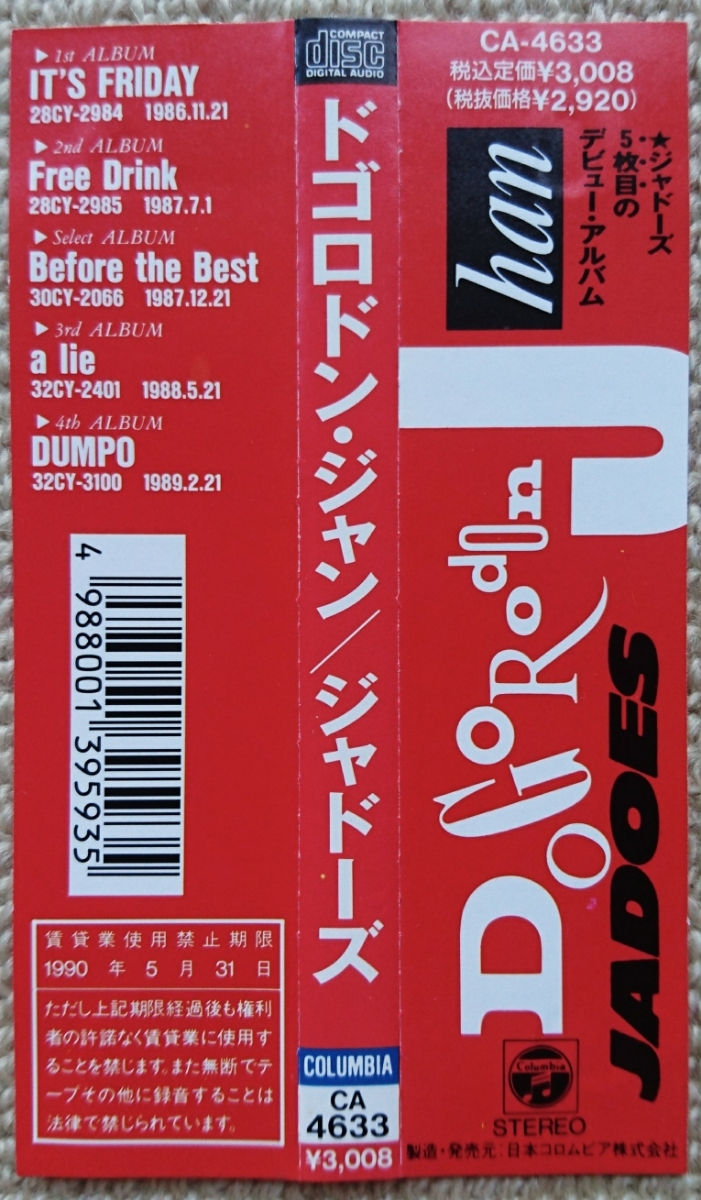 ▶ 1st ALBUM
IT'S FRIDAY
28CY-2984 1986.11.21
▶ 2nd ALBUM
Free Drink
28CY-2985 1987.7.1
▶ Select ALBUM
Before the Best
30CY-2066 1987.12.21
▶ 3rd ALBUM
a lie
32CY-2401 1988.5.21
▶ 4th ALBUM
DUMPO
32CY-3100 1989.2.21
4 988001 395935
賃貸業使用禁止期限
1990 年 5 月 31 日
ただし上記期限経過後も権利
者の許諾なく賃貸業に使用す
ることを禁じます。また無断でテ
ープその他に録音することは
法律で禁じられています。
COMPACT
disc
DIGITAL AUDIO
ドゴロドン・ジャン/ジャドーズ
COLUMBIA
CA
4633
¥3,008
CA-4633
税込定価¥3,008
(税抜価格¥2,920)
★ジャドーズ
5枚目の
デビュー・アルバム
DOGORodOn
Jhan
JADOES
Columbia
STEREO
製造・発売元:日本コロムビア株式会社